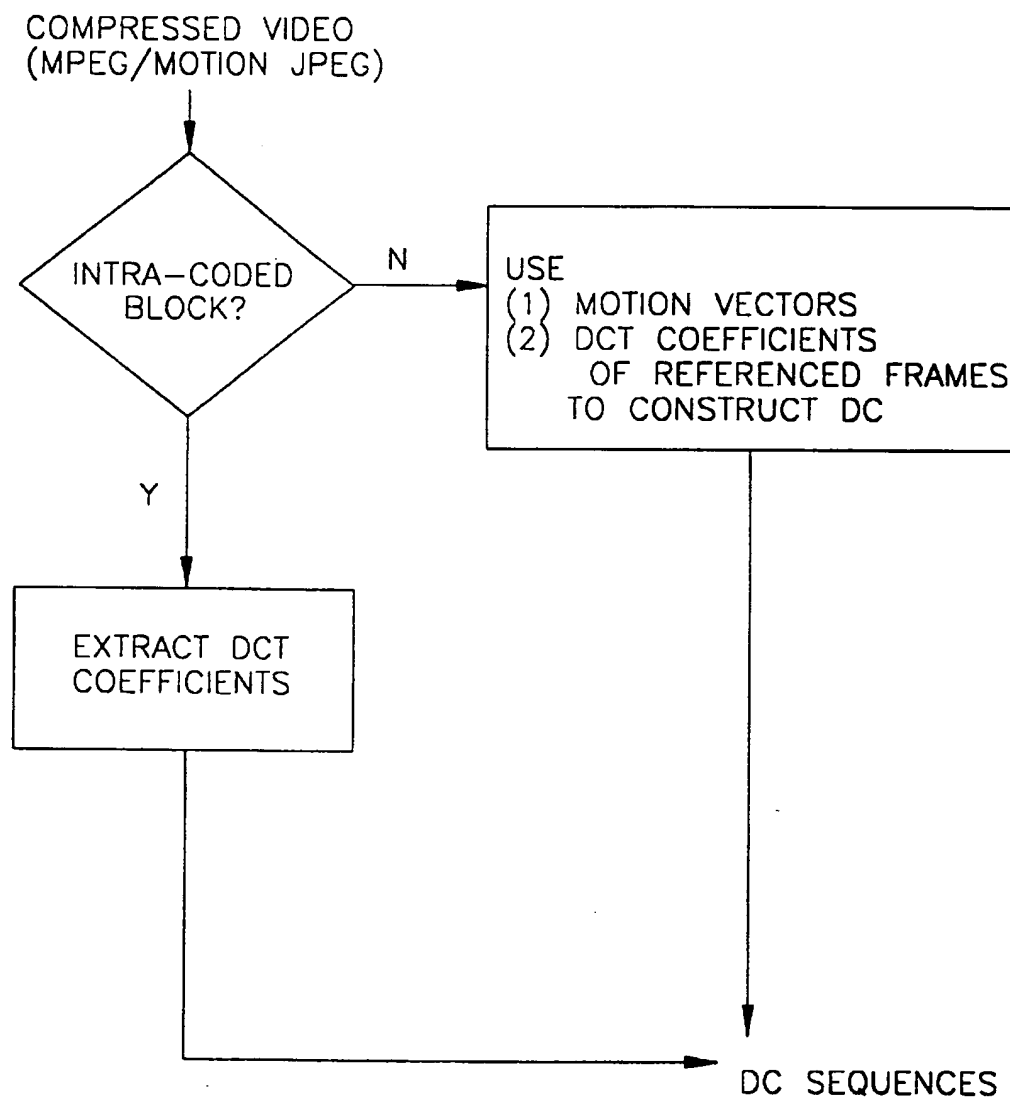 COMPRESSED VIDEO
(MPEG/MOTION JPEG)
INTRA-CODED
BLOCK?
N
USE
(1) MOTION VECTORS
(2) DCT COEFFICIENTS
OF REFERENCED FRAMES
TO CONSTRUCT DC
Y
EXTRACT DCT
COEFFICIENTS
DC SEQUENCES